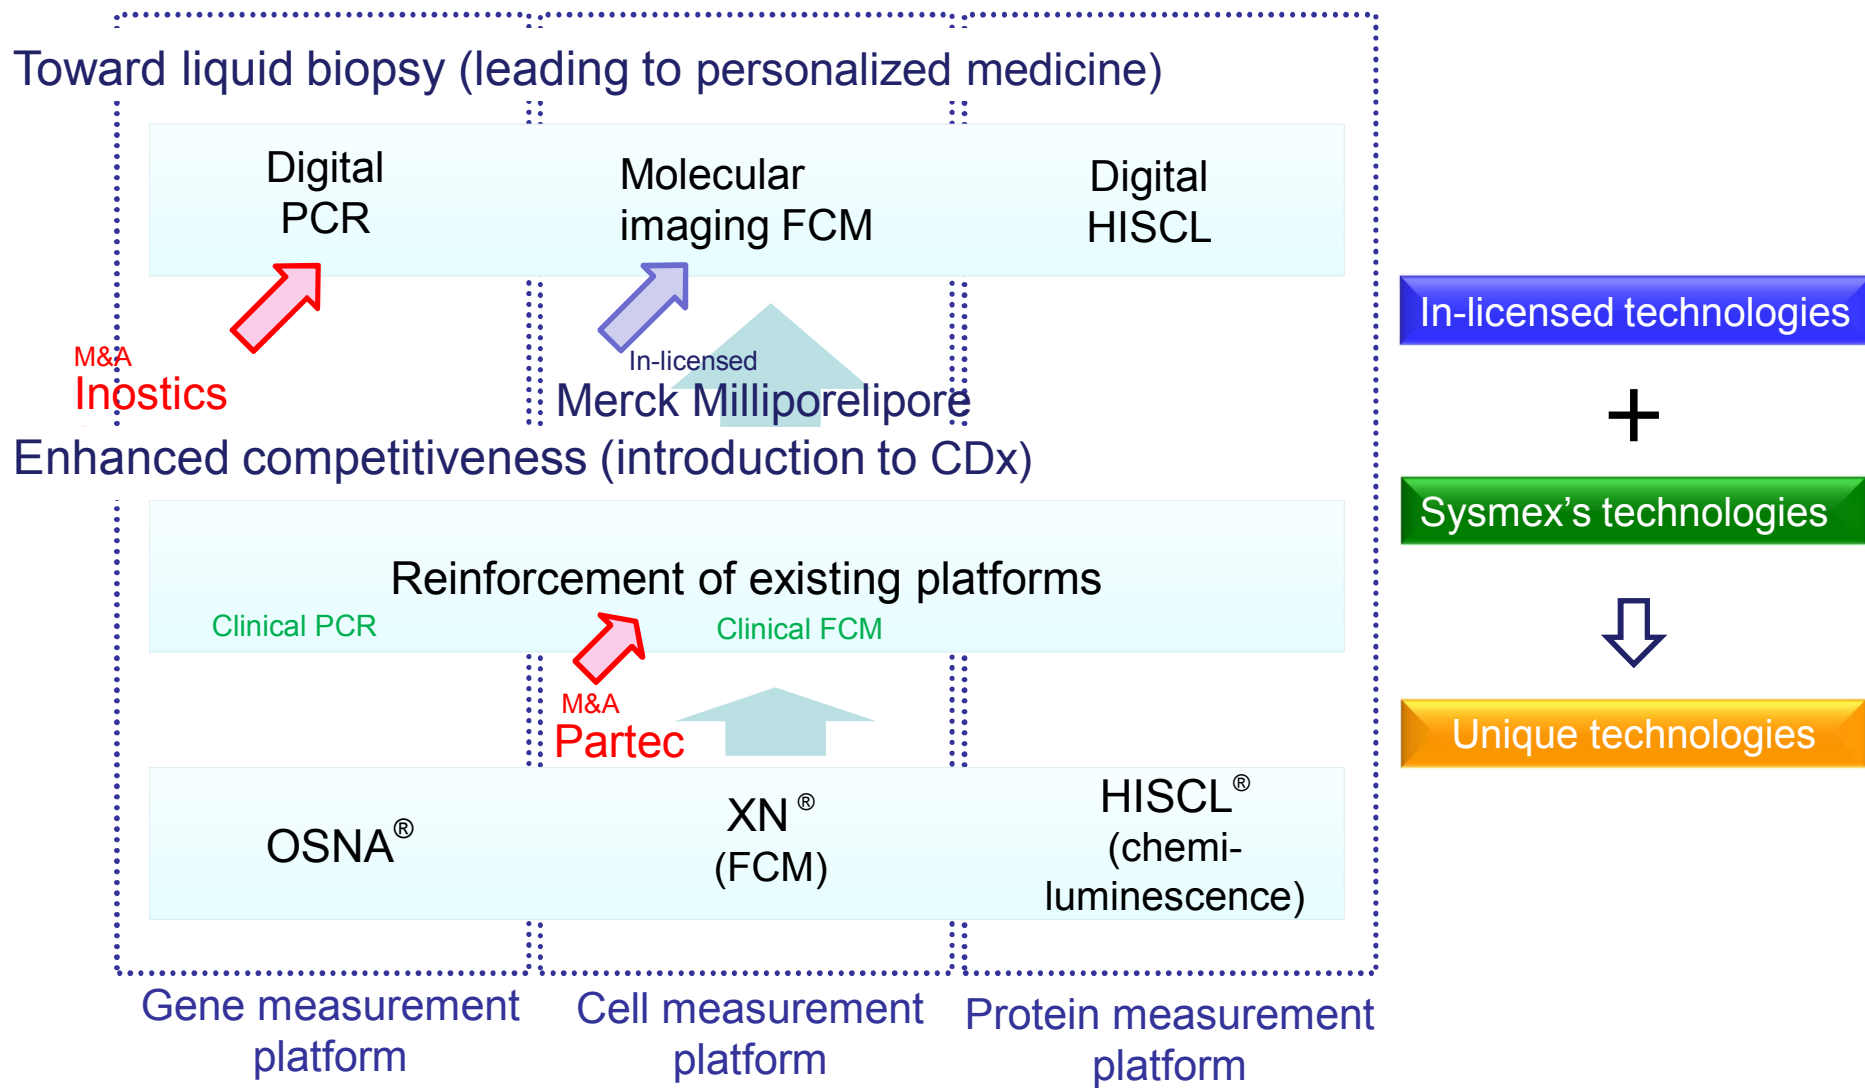 Toward liquid biopsy (leading to personalized medicine)
Digital
PCR
Molecular
imaging FCM
Digital
HISCL
M&A
Inostics
In-licensed
Merck Milliporelipore
Enhanced competitiveness (introduction to CDx)
Reinforcement of existing platforms
Clinical PCR
Clinical FCM
M&A
Partec
OSNA®
XN ®
(FCM)
HISCL®
(chemi-
luminescence)
Gene measurement
platform
Cell measurement
platform
Protein measurement
platform
In-licensed technologies
+
Sysmex’s technologies
Unique technologies